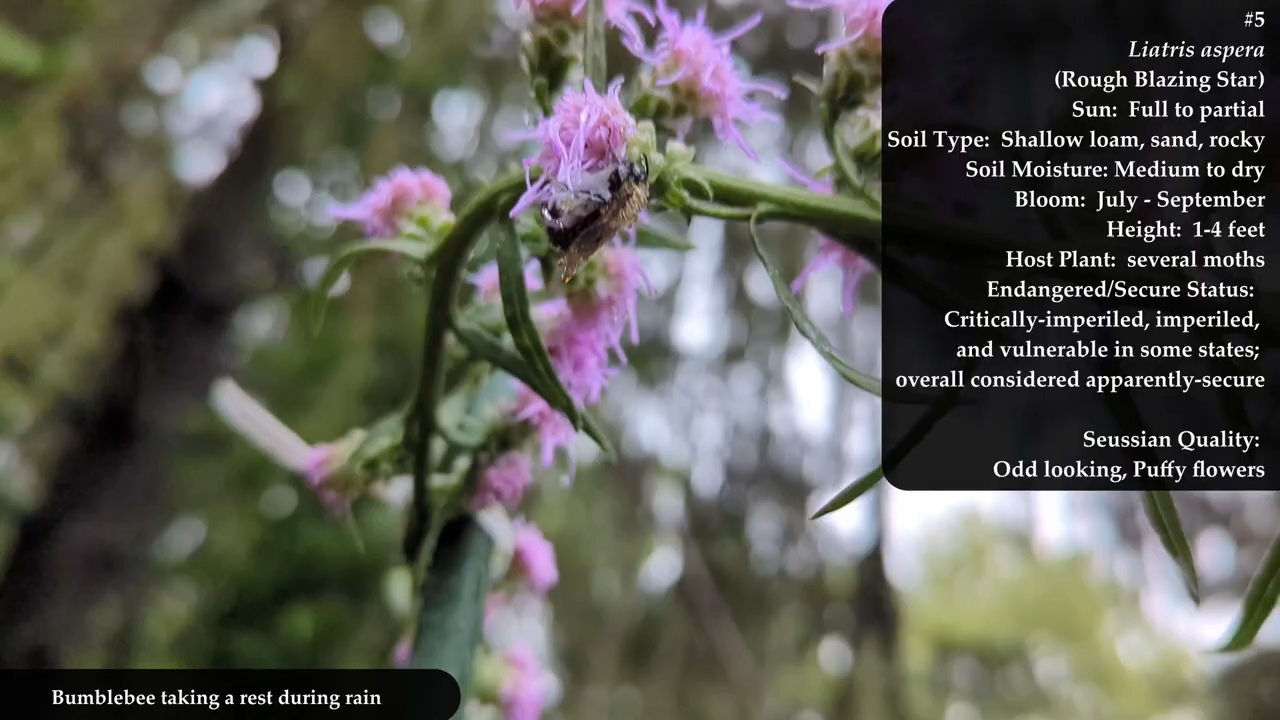 #5
Liatris aspera
(Rough Blazing Star)
Sun: Full to partial
Soil Type: Shallow loam, sand, rocky
Soil Moisture: Medium to dry
Bloom: July - September
Height: 1-4 feet
Host Plant: several moths
Endangered/Secure Status:
Critically-imperiled, imperiled,
and vulnerable in some states;
overall considered apparently-secure
Seussian Quality:
Odd looking, Puffy flowers
Bumblebee taking a rest during rain